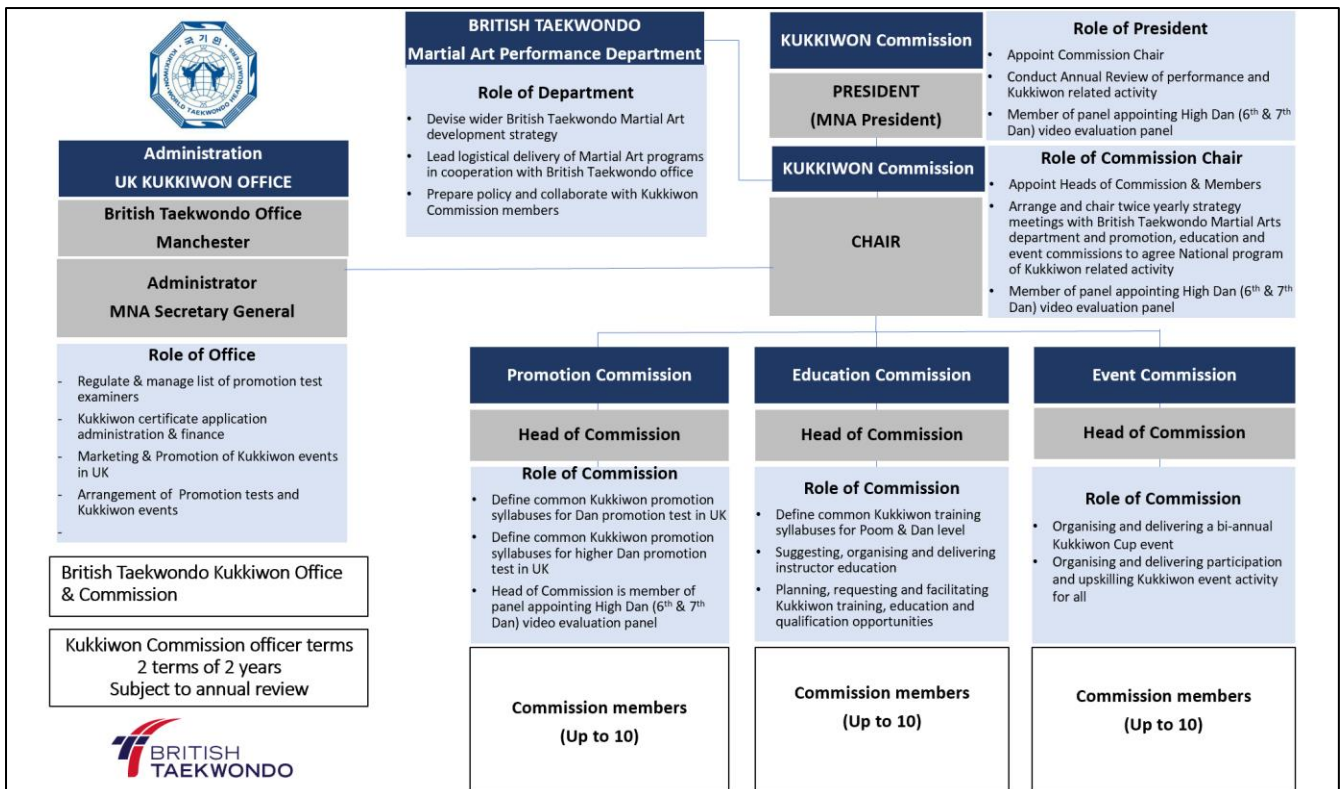 국기원
KUKKIWON·WORLD TAEKWONDO HEADQUARTERS
Administration
UK KUKKIWON OFFICE
British Taekwondo Office
Manchester
Administrator
MNA Secretary General
Role of Office
- Regulate & manage list of promotion test
examiners
- Kukkiwon certificate application
administration & finance
- Marketing & Promotion of Kukkiwon events
in UK
- Arrangement of Promotion tests and
Kukkiwon events
-
British Taekwondo Kukkiwon Office
& Commission
Kukkiwon Commission officer terms
2 terms of 2 years
Subject to annual review
BRITISH
TAEKWONDO
BRITISH TAEKWONDO
Martial Art Performance Department
Role of Department
• Devise wider British Taekwondo Martial Art
development strategy
• Lead logistical delivery of Martial Art programs
in cooperation with British Taekwondo office
• Prepare policy and collaborate with Kukkiwon
Commission members
KUKKIWON Commission
PRESIDENT
(MNA President)
Role of President
• Appoint Commission Chair
• Conduct Annual Review of performance and
Kukkiwon related activity
• Member of panel appointing High Dan (6th & 7th
Dan) video evaluation panel
KUKKIWON Commission
CHAIR
Role of Commission Chair
• Appoint Heads of Commission & Members
• Arrange and chair twice yearly strategy
meetings with British Taekwondo Martial Arts
department and promotion, education and
event commissions to agree National program
of Kukkiwon related activity
• Member of panel appointing High Dan (6th & 7th
Dan) video evaluation panel
Promotion Commission
Head of Commission
Role of Commission
• Define common Kukkiwon promotion
syllabuses for Dan promotion test in UK
• Define common Kukkiwon promotion
syllabuses for higher Dan promotion
test in UK
• Head of Commission is member of
panel appointing High Dan (6th & 7th
Dan) video evaluation panel
Commission members
(Up to 10)
Education Commission
Head of Commission
Role of Commission
• Define common Kukkiwon training
syllabuses for Poom & Dan level
• Suggesting, organising and delivering
instructor education
• Planning, requesting and facilitating
Kukkiwon training, education and
qualification opportunities
Commission members
(Up to 10)
Event Commission
Head of Commission
Role of Commission
• Organising and delivering a bi-annual
Kukkiwon Cup event
• Organising and delivering participation
and upskilling Kukkiwon event activity
for all
Commission members
(Up to 10)